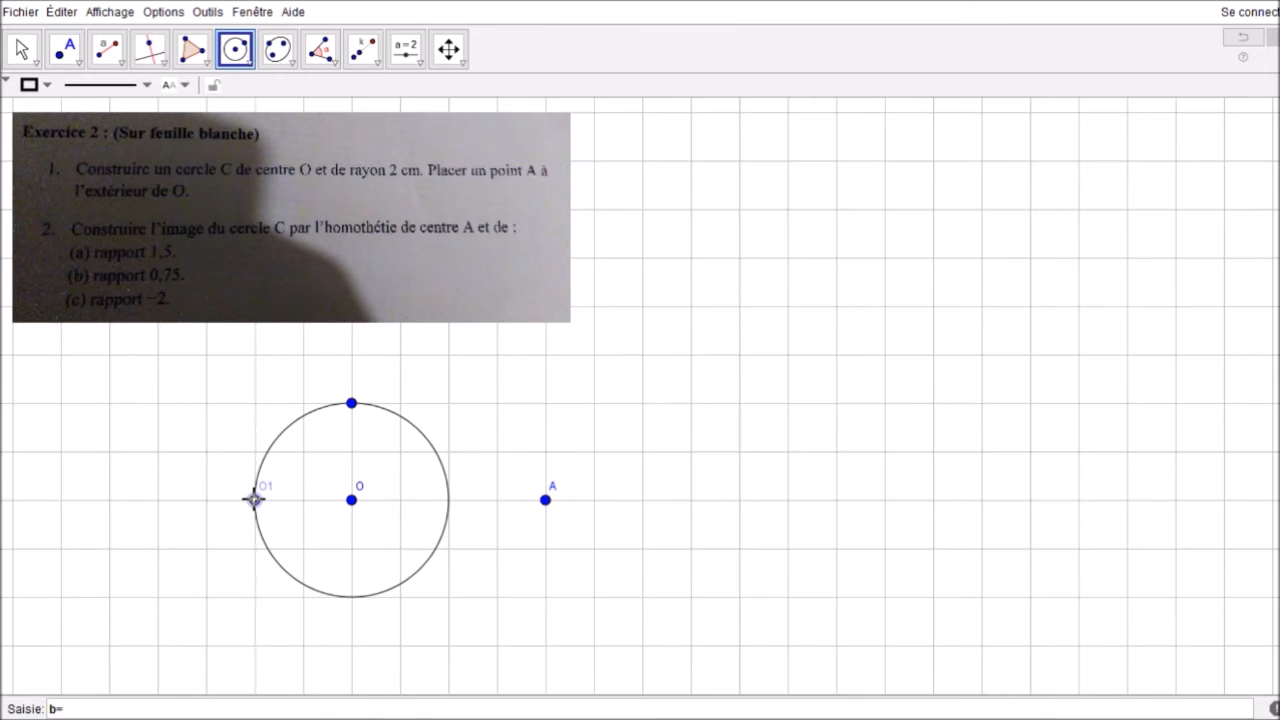 Fichier Éditer Affichage Options Outils Fenêtre Aide
Se connect
A a α k a=2
AA
Exercice 2 : (Sur feuille blanche)
1. Construire un cercle C de centre O et de rayon 2 cm. Placer un point A à
l'extérieur de O.
2. Construire l'image du cercle C par l'homothétie de centre A et de :
(a) rapport 1,5.
(b) rapport 0,75.
(c) rapport −2.
O1 O A
Saisie: b=